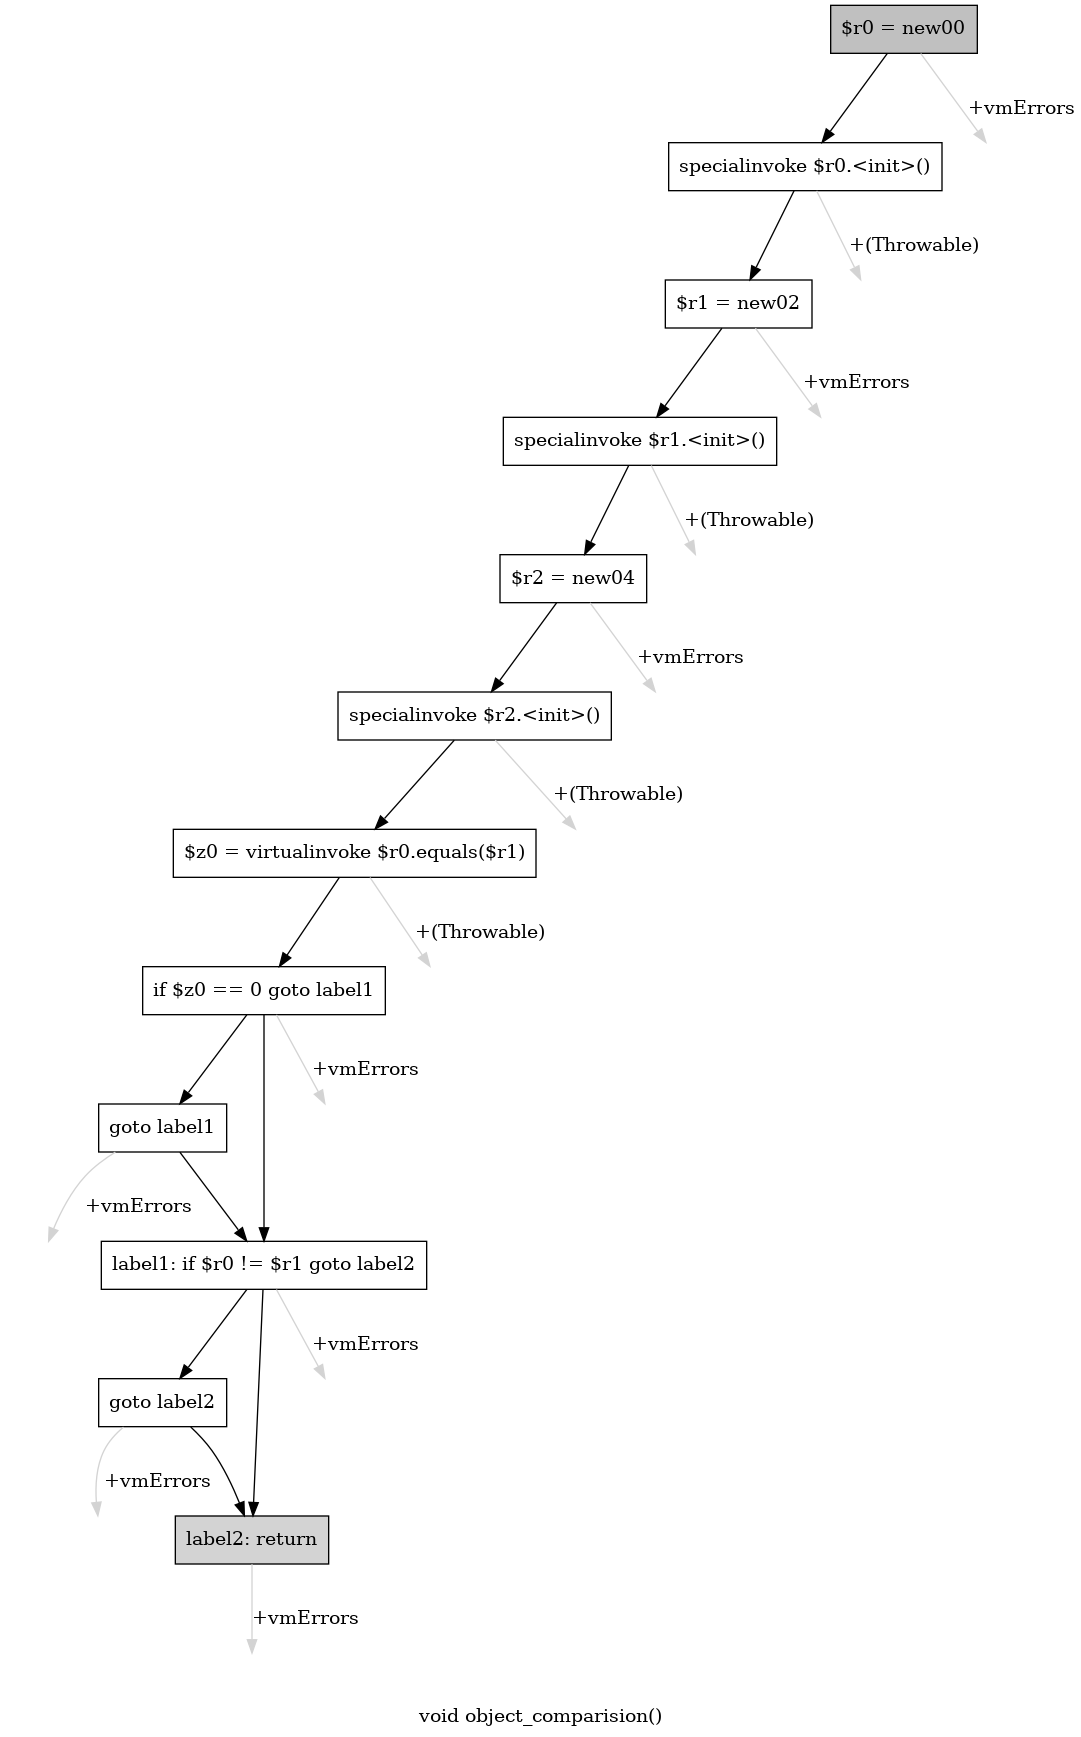 $r0 = new00
+vmErrors
specialinvoke $r0.<init>()
+(Throwable)
$r1 = new02
+vmErrors
specialinvoke $r1.<init>()
+(Throwable)
$r2 = new04
+vmErrors
specialinvoke $r2.<init>()
+(Throwable)
$z0 = virtualinvoke $r0.equals($r1)
+(Throwable)
if $z0 == 0 goto label1
+vmErrors
goto label1
+vmErrors
label1: if $r0 != $r1 goto label2
+vmErrors
goto label2
+vmErrors
label2: return
+vmErrors
void object_comparision()